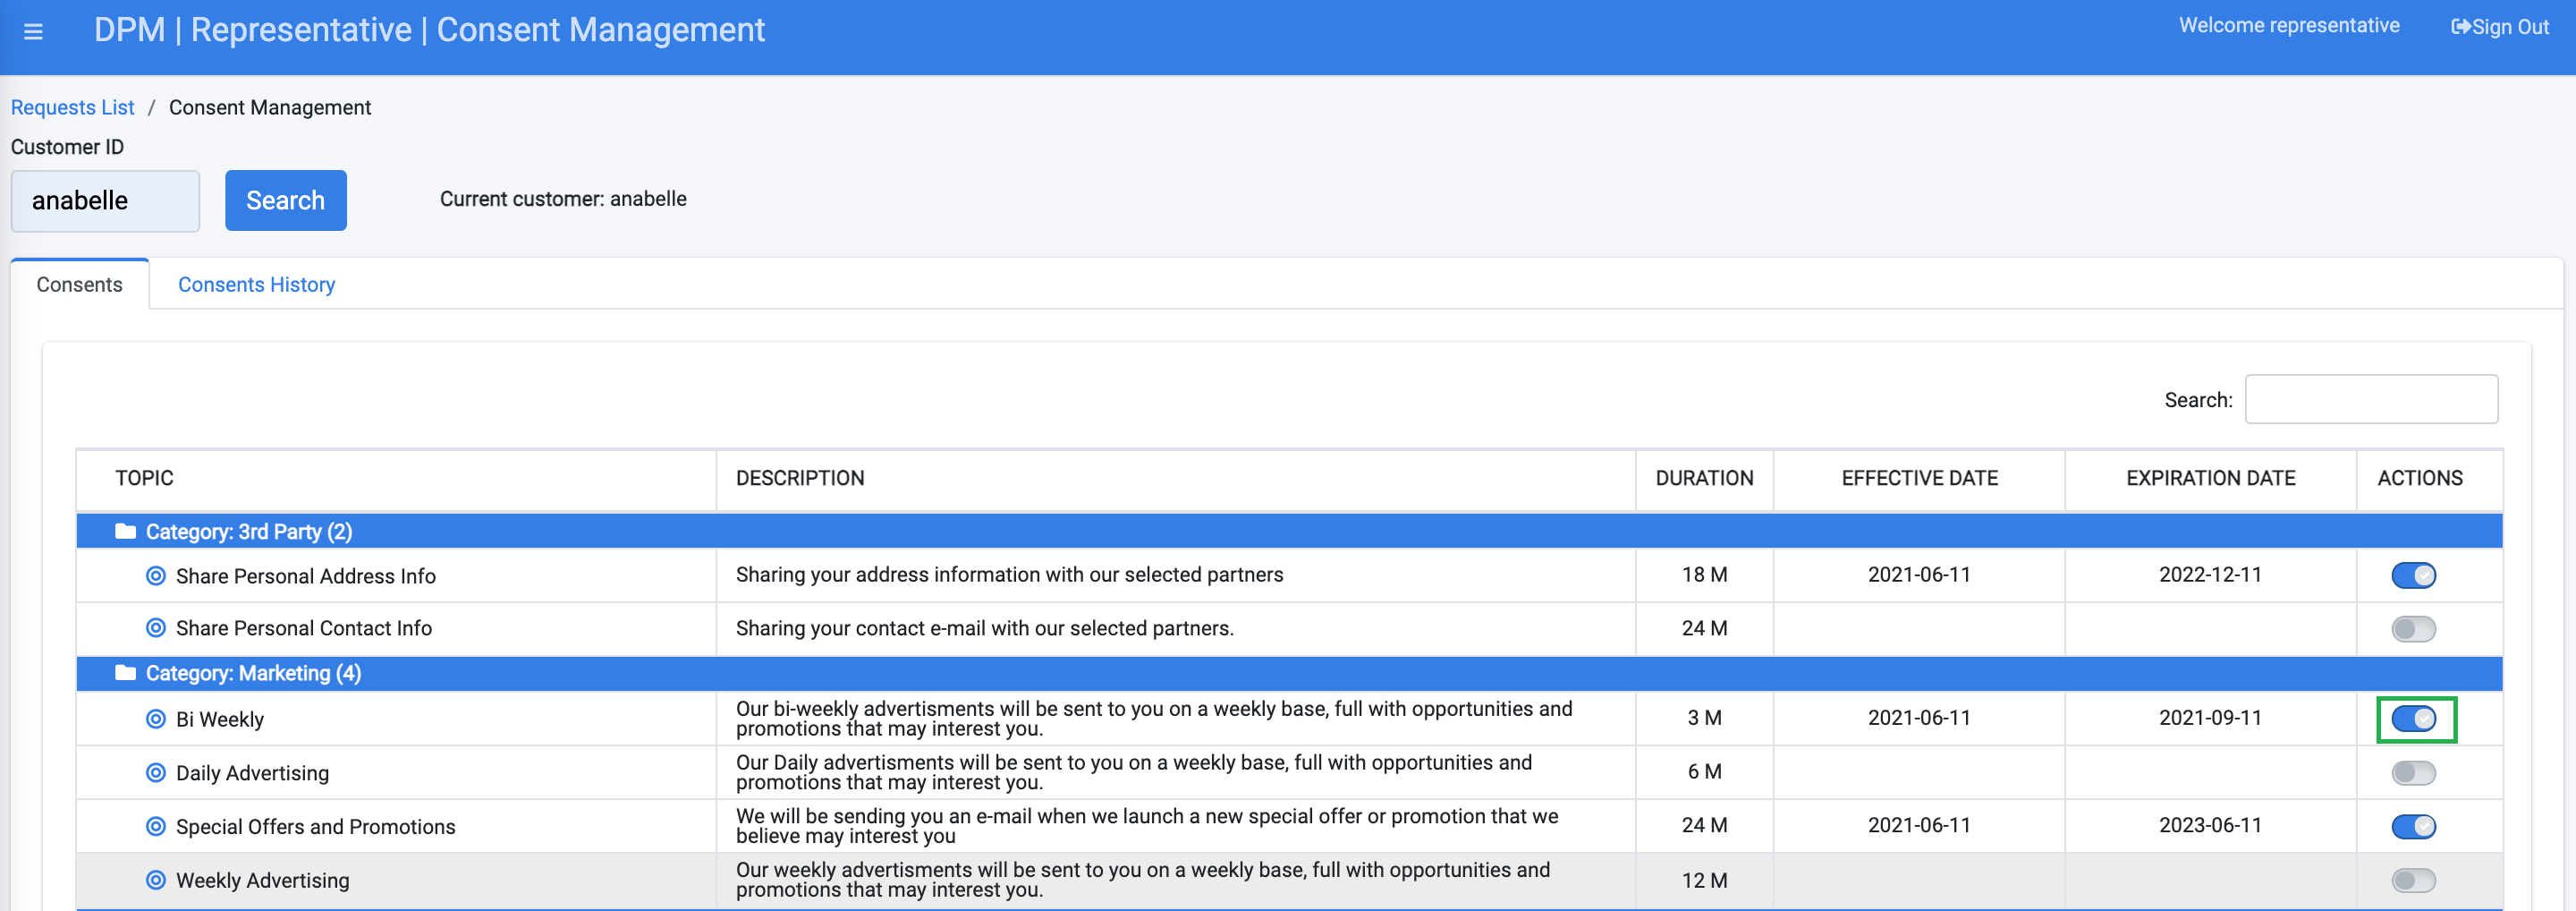 DPM | Representative | Consent Management
Welcome representative
Sign Out
Requests List / Consent Management
Customer ID
anabelle
Search
Current customer: anabelle
Consents
Consents History
Search:
TOPIC
DESCRIPTION
DURATION
EFFECTIVE DATE
EXPIRATION DATE
ACTIONS
Category: 3rd Party (2)
Share Personal Address Info
Sharing your address information with our selected partners
18 M
2021-06-11
2022-12-11
Share Personal Contact Info
Sharing your contact e-mail with our selected partners.
24 M
Category: Marketing (4)
Bi Weekly
Our bi-weekly advertisments will be sent to you on a weekly base, full with opportunities and
promotions that may interest you.
3 M
2021-06-11
2021-09-11
Daily Advertising
Our Daily advertisments will be sent to you on a weekly base, full with opportunities and
promotions that may interest you.
6 M
Special Offers and Promotions
We will be sending you an e-mail when we launch a new special offer or promotion that we
believe may interest you
24 M
2021-06-11
2023-06-11
Weekly Advertising
Our weekly advertisments will be sent to you on a weekly base, full with opportunities and
promotions that may interest you.
12 M